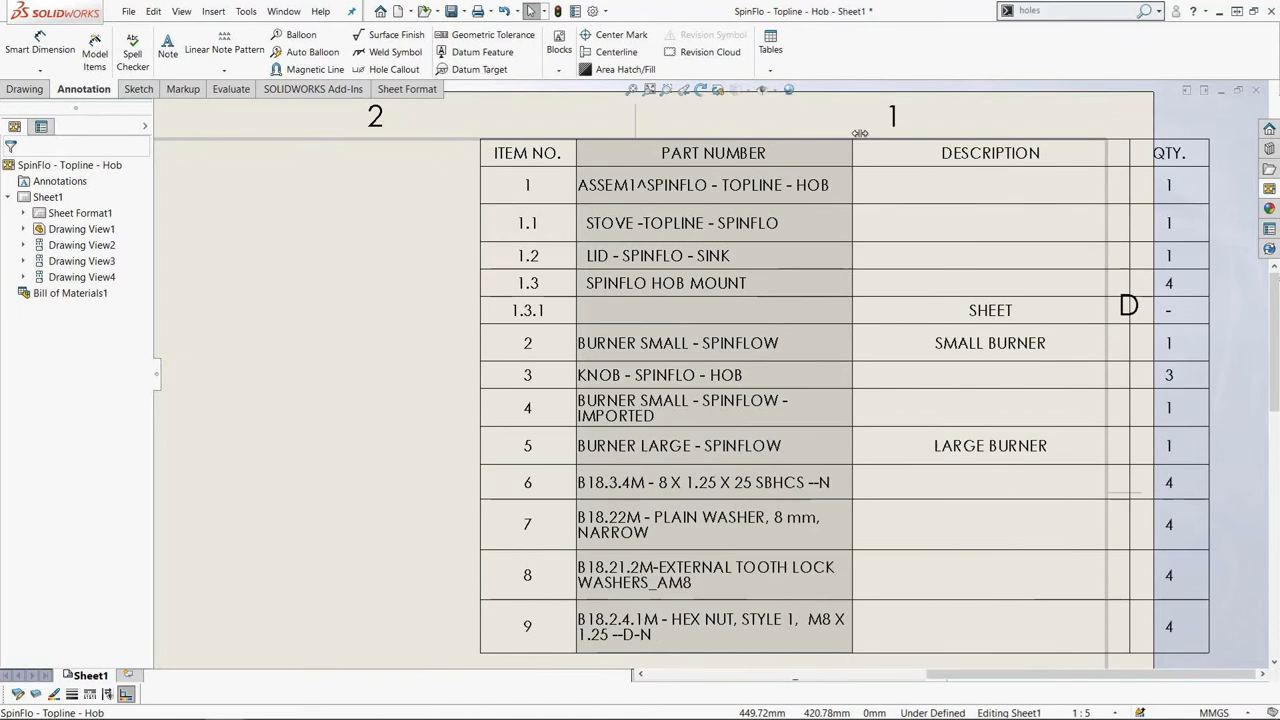 SOLIDWORKS
File
Edit
View
Insert
Tools
Window
Help
SpinFlo - Topline - Hob - Sheet1 *
holes
Smart Dimension
Model
Items
Spell
Checker
Note
Linear Note Pattern
Balloon
Auto Balloon
Magnetic Line
Surface Finish
Weld Symbol
Hole Callout
Geometric Tolerance
Datum Feature
Datum Target
Blocks
Center Mark
Centerline
Area Hatch/Fill
Revision Symbol
Revision Cloud
Tables
Drawing
Annotation
Sketch
Markup
Evaluate
SOLIDWORKS Add-Ins
Sheet Format
SpinFlo - Topline - Hob
Annotations
Sheet1
Sheet Format1
Drawing View1
Drawing View2
Drawing View3
Drawing View4
Bill of Materials1
2
1
D
ITEM NO. PART NUMBER DESCRIPTION QTY.
1 ASSEM1^SPINFLO - TOPLINE - HOB 1
1.1 STOVE -TOPLINE - SPINFLO 1
1.2 LID - SPINFLO - SINK 1
1.3 SPINFLO HOB MOUNT 4
1.3.1 SHEET -
2 BURNER SMALL - SPINFLOW SMALL BURNER 1
3 KNOB - SPINFLO - HOB 3
4 BURNER SMALL - SPINFLOW - 1
IMPORTED
5 BURNER LARGE - SPINFLOW LARGE BURNER 1
6 B18.3.4M - 8 X 1.25 X 25 SBHCS --N 4
7 B18.22M - PLAIN WASHER, 8 mm, 4
NARROW
8 B18.21.2M-EXTERNAL TOOTH LOCK 4
WASHERS_AM8
9 B18.2.4.1M - HEX NUT, STYLE 1, M8 X 4
1.25 --D-N
Sheet1
SpinFlo - Topline - Hob
449.72mm
420.78mm
0mm
Under Defined
Editing Sheet1
1 : 5
MMGS